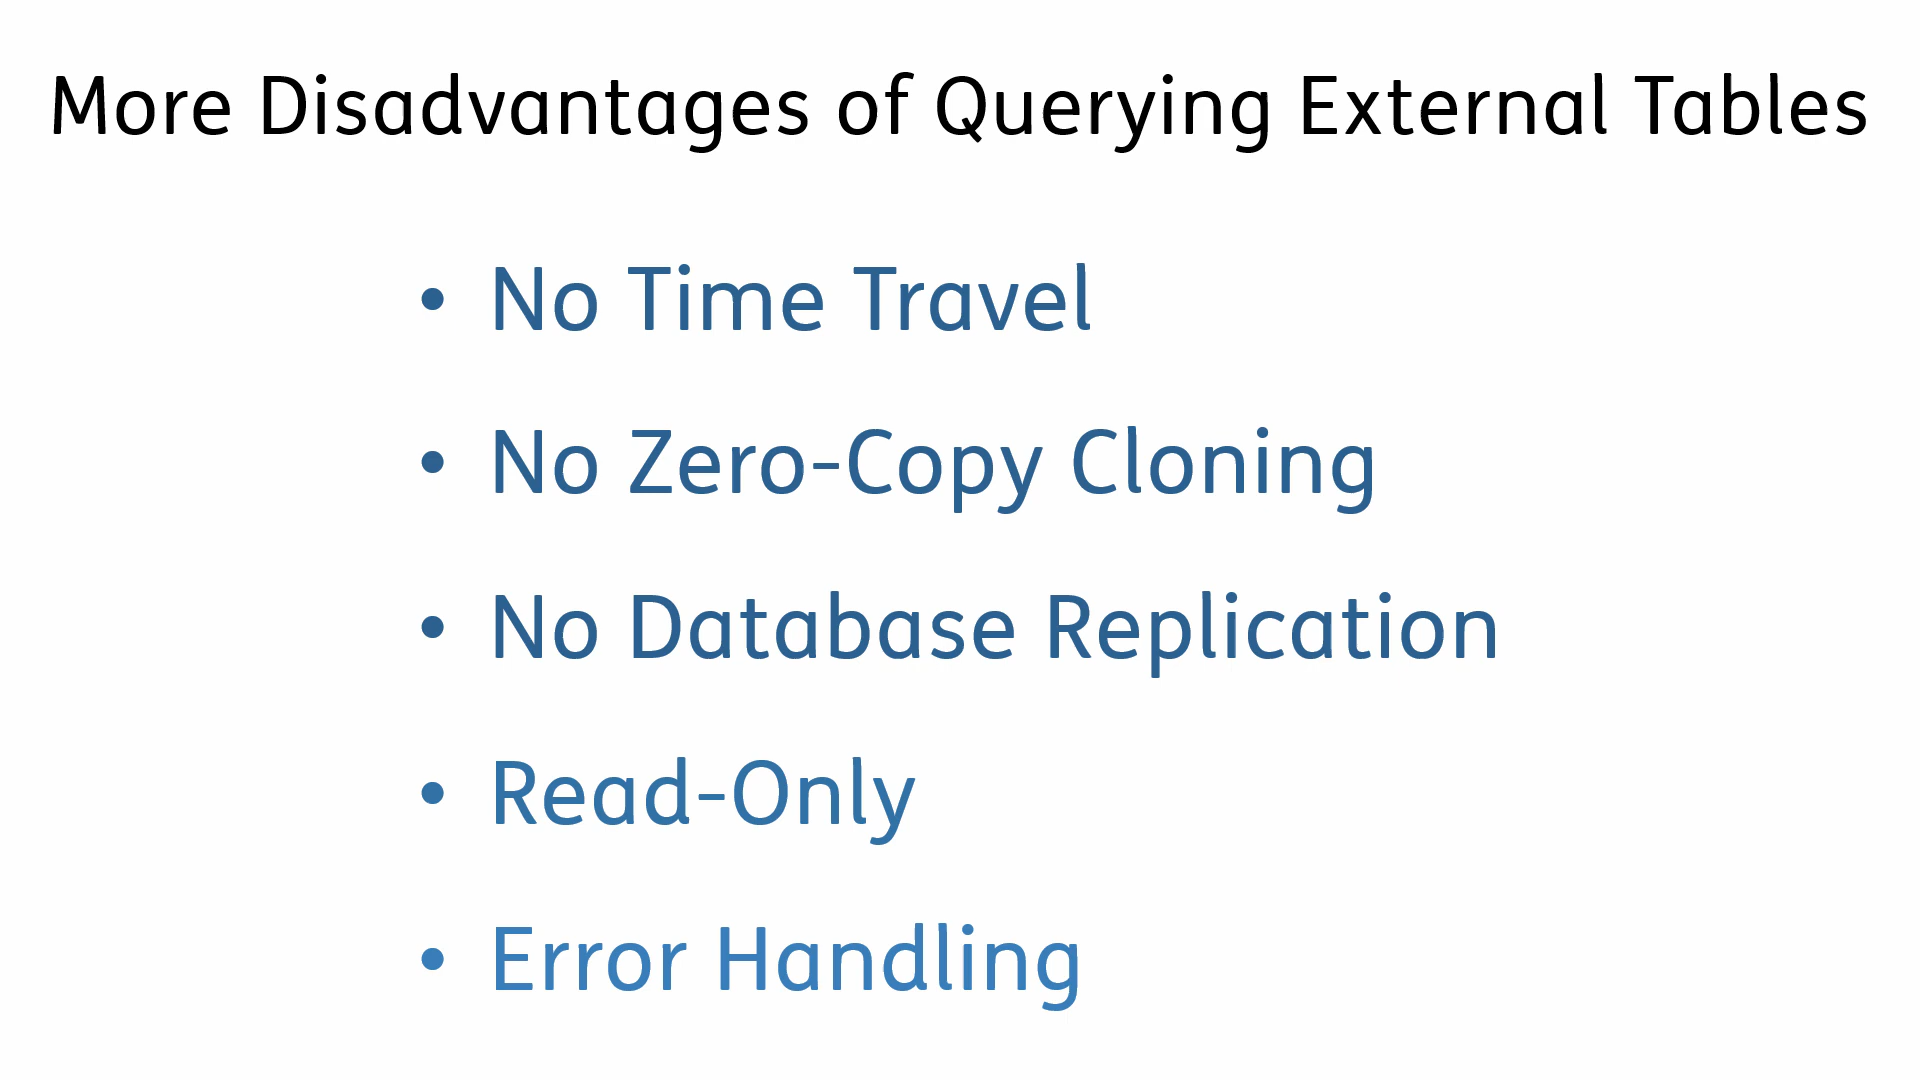 More Disadvantages of Querying External Tables
• No Time Travel
• No Zero-Copy Cloning
• No Database Replication
• Read-Only
• Error Handling